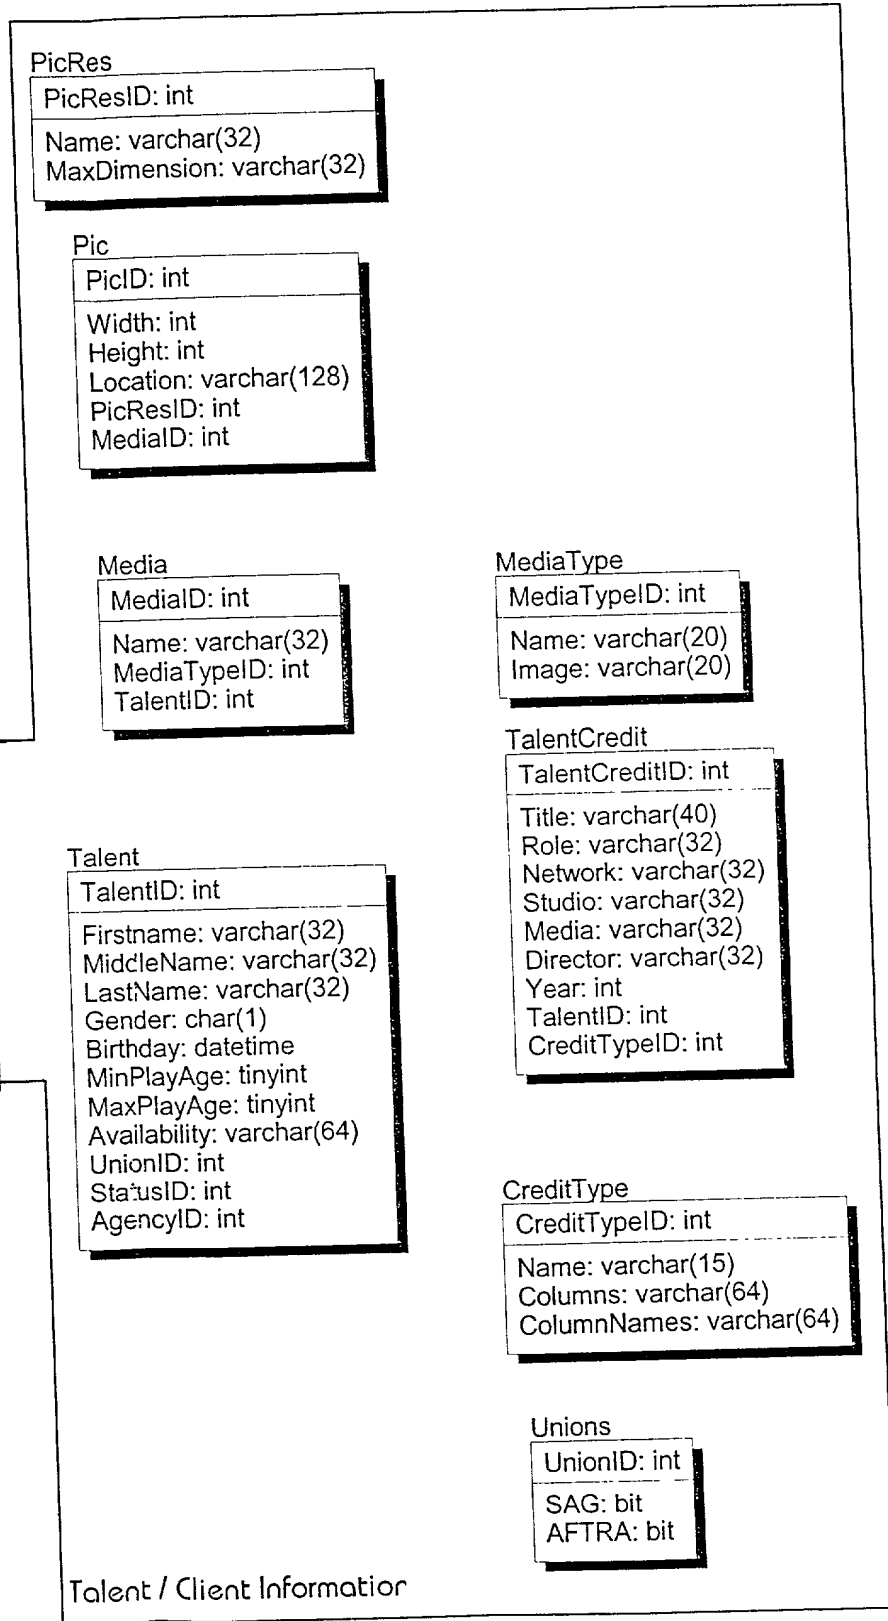 PicRes
PicResID: int
Name: varchar(32)
MaxDimension: varchar(32)
Pic
PicID: int
Width: int
Height: int
Location: varchar(128)
PicResID: int
MediaID: int
Media
MediaID: int
Name: varchar(32)
MediaTypeID: int
TalentID: int
MediaType
MediaTypeID: int
Name: varchar(20)
Image: varchar(20)
TalentCredit
TalentCreditID: int
Title: varchar(40)
Role: varchar(32)
Network: varchar(32)
Studio: varchar(32)
Media: varchar(32)
Director: varchar(32)
Year: int
TalentID: int
CreditTypeID: int
Talent
TalentID: int
Firstname: varchar(32)
MiddleName: varchar(32)
LastName: varchar(32)
Gender: char(1)
Birthday: datetime
MinPlayAge: tinyint
MaxPlayAge: tinyint
Availability: varchar(64)
UnionID: int
StatusID: int
AgencyID: int
CreditType
CreditTypeID: int
Name: varchar(15)
Columns: varchar(64)
ColumnNames: varchar(64)
Unions
UnionID: int
SAG: bit
AFTRA: bit
Talent / Client Information